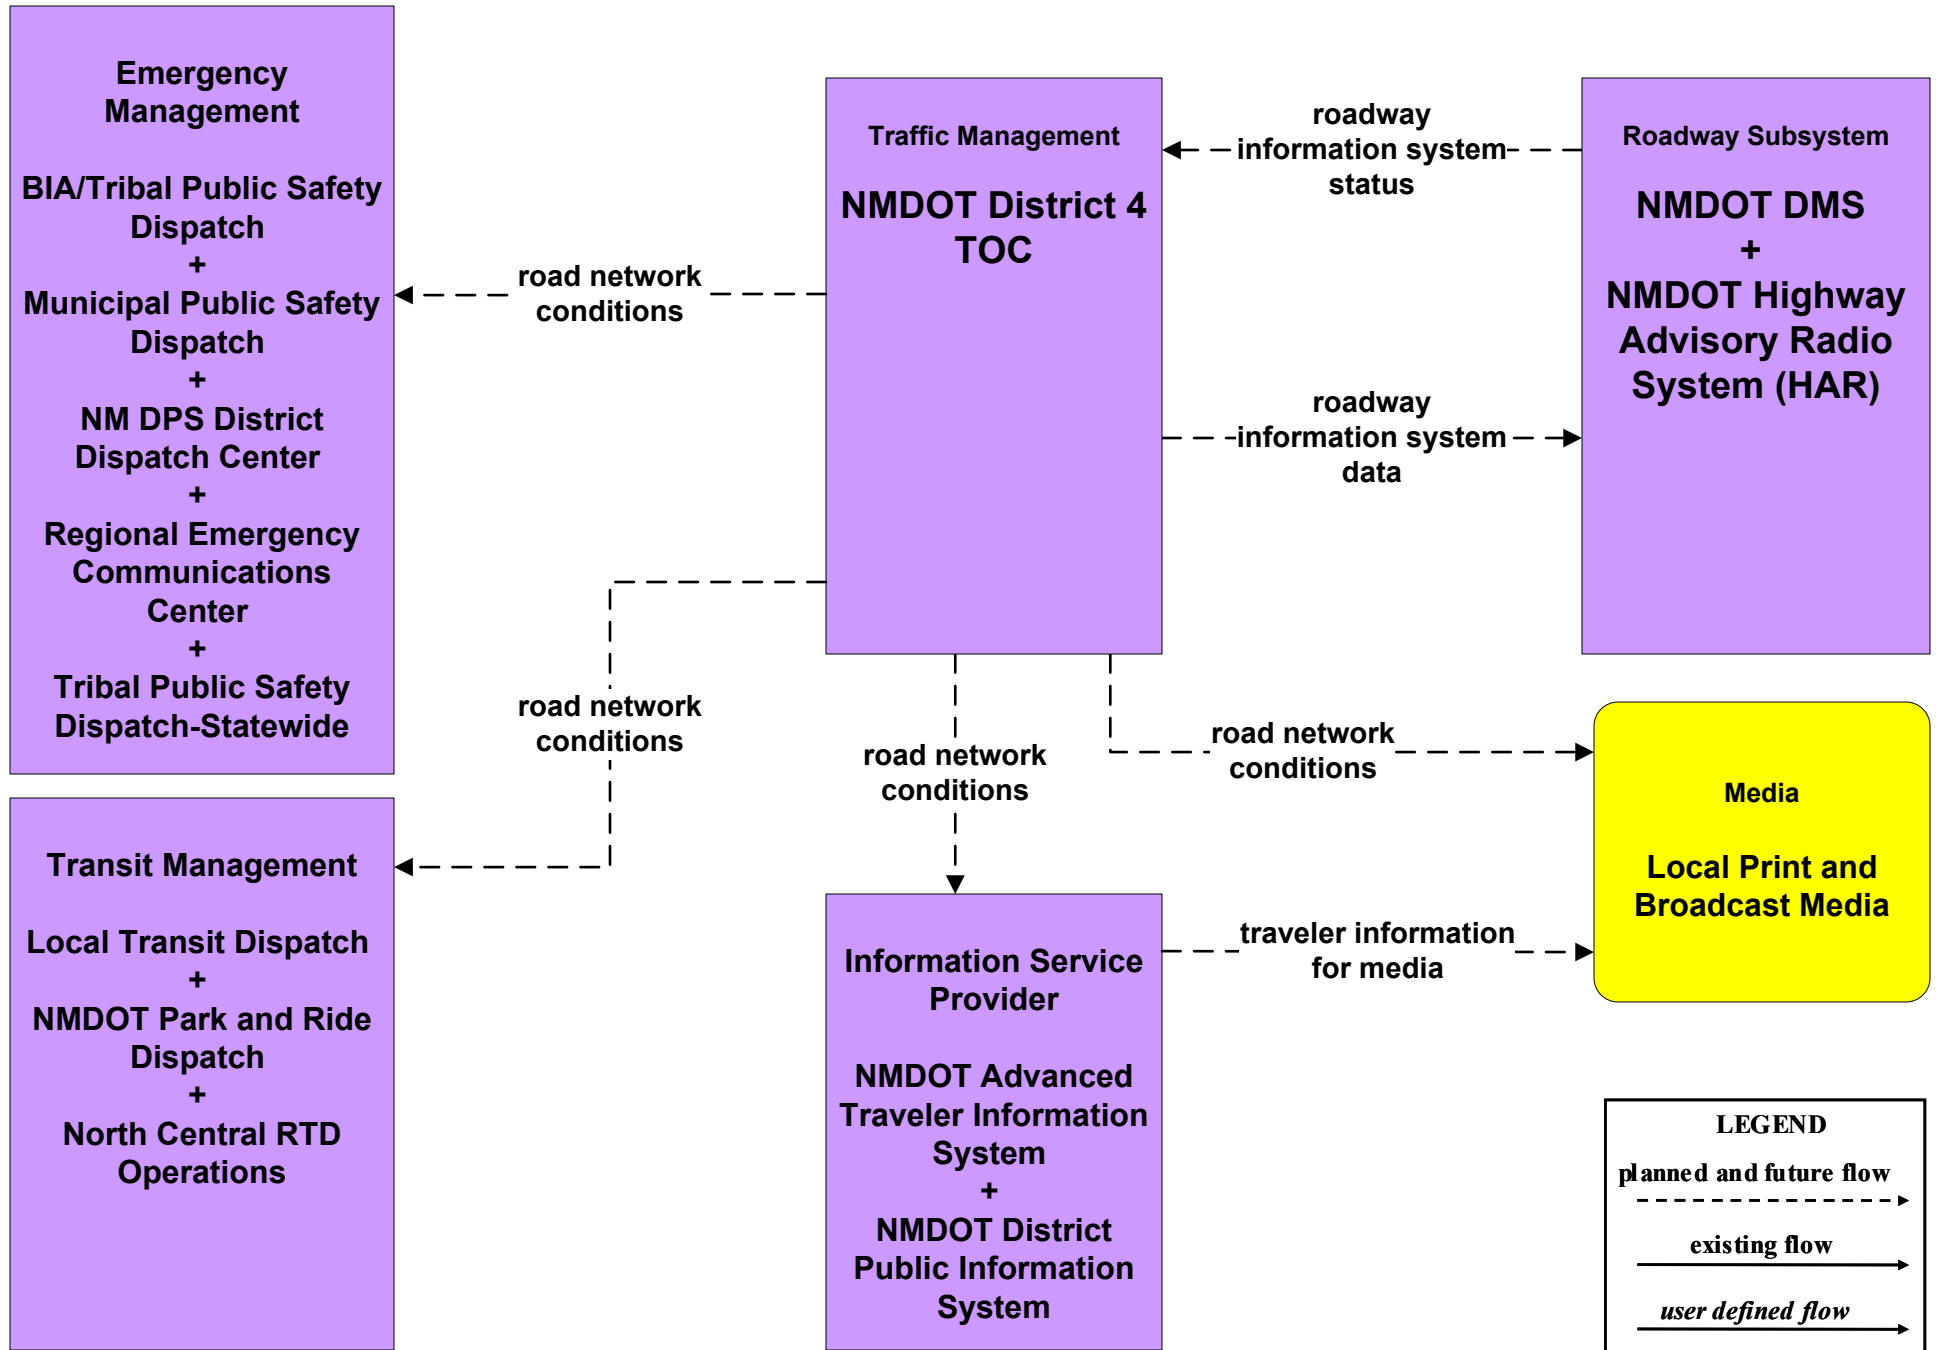 Emergency
Management
BIA/Tribal Public Safety
Dispatch
+
Municipal Public Safety
Dispatch
+
NM DPS District
Dispatch Center
+
Regional Emergency
Communications
Center
+
Tribal Public Safety
Dispatch-Statewide
Transit Management
Local Transit Dispatch
+
NMDOT Park and Ride
Dispatch
+
North Central RTD
Operations
road network
conditions
road network
conditions
Traffic Management
NMDOT District 4
TOC
roadway
information system
status
roadway
information system
data
Roadway Subsystem
NMDOT DMS
+
NMDOT Highway
Advisory Radio
System (HAR)
road network
conditions
road network
conditions
Media
Local Print and
Broadcast Media
Information Service
Provider
NMDOT Advanced
Traveler Information
System
+
NMDOT District
Public Information
System
traveler information
for media
LEGEND
planned and future flow
existing flow
user defined flow